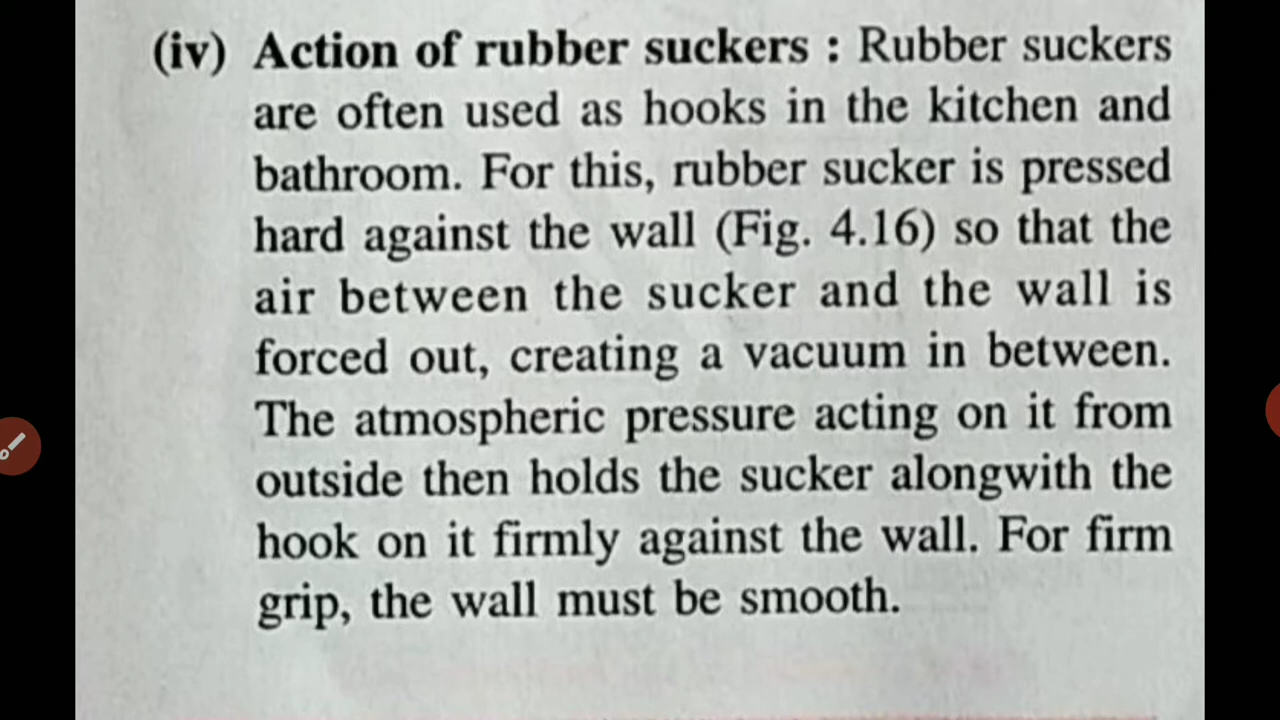 (iv) Action of rubber suckers : Rubber suckers
are often used as hooks in the kitchen and
bathroom. For this, rubber sucker is pressed
hard against the wall (Fig. 4.16) so that the
air between the sucker and the wall is
forced out, creating a vacuum in between.
The atmospheric pressure acting on it from
outside then holds the sucker alongwith the
hook on it firmly against the wall. For firm
grip, the wall must be smooth.